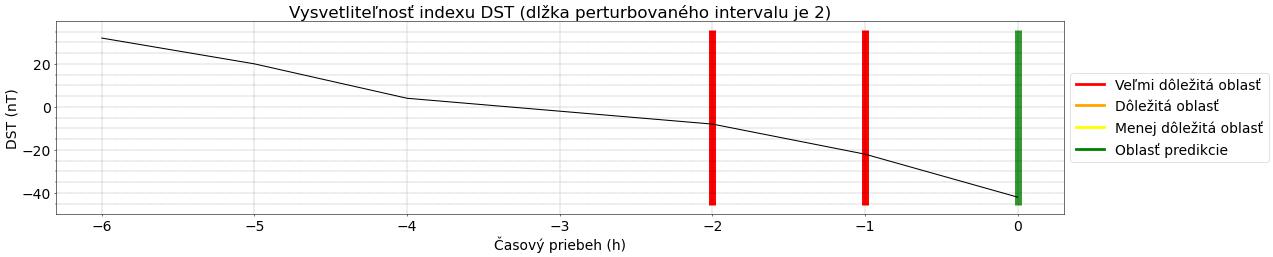 Vysvetliteľnosť indexu DST (dĺžka perturbovaného intervalu je 2)
DST (nT)
20
0
−20
−40
−6
−5
−4
−3
−2
−1
0
Časový priebeh (h)
Veľmi dôležitá oblasť
Dôležitá oblasť
Menej dôležitá oblasť
Oblasť predikcie